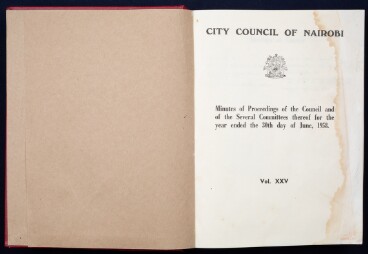 CITY COUNCIL OF NAIROBI
Minutes of Proceedings of the Council and
of the Several Committees thereof for the
year ended the 30th day of June, 1958.
Vol. XXV